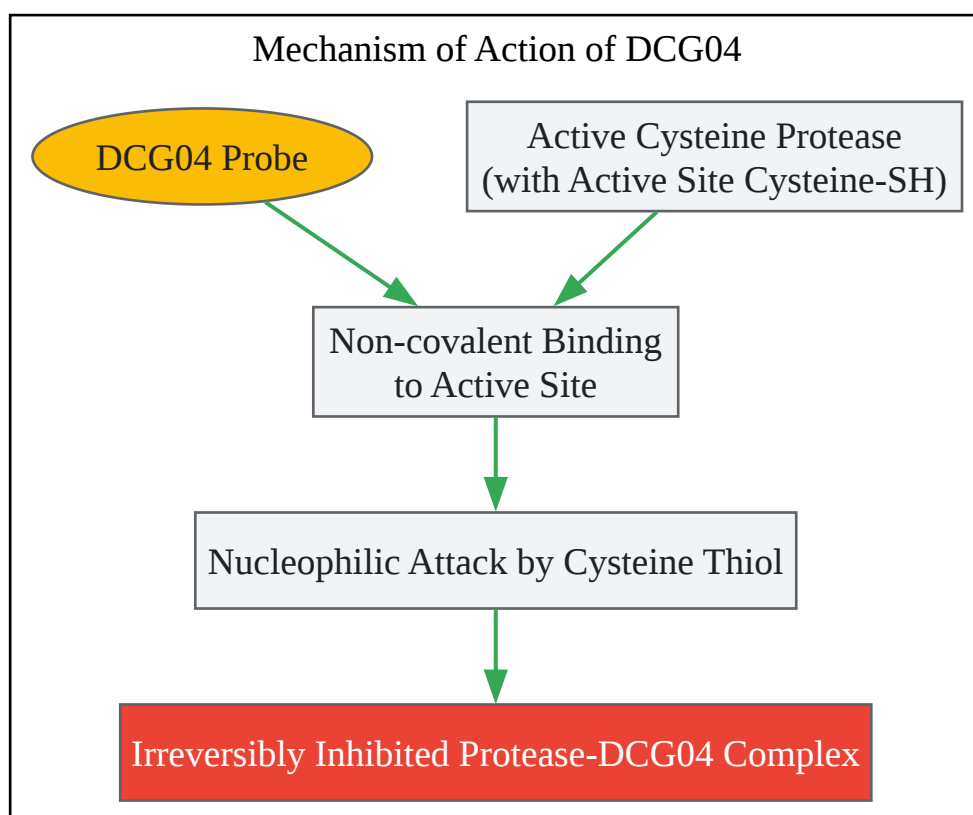 Mechanism of Action of DCG04
DCG04 Probe
Active Cysteine Protease
(with Active Site Cysteine-SH)
Non-covalent Binding
to Active Site
Nucleophilic Attack by Cysteine Thiol
Irreversibly Inhibited Protease-DCG04 Complex